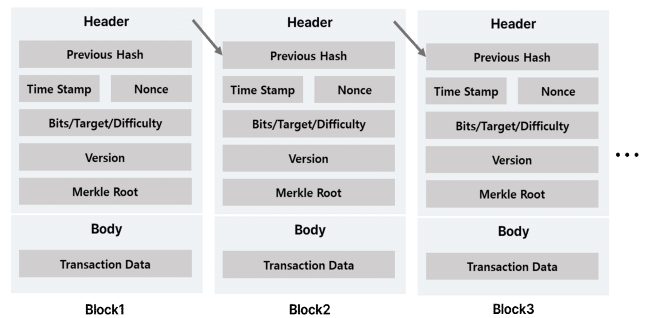 Header
Previous Hash
Time Stamp
Nonce
Bits/Target/Difficulty
Version
Merkle Root
Body
Transaction Data
Block1
Header
Previous Hash
Time Stamp
Nonce
Bits/Target/Difficulty
Version
Merkle Root
Body
Transaction Data
Block2
Header
Previous Hash
Time Stamp
Nonce
Bits/Target/Difficulty
Version
Merkle Root
Body
Transaction Data
Block3
...